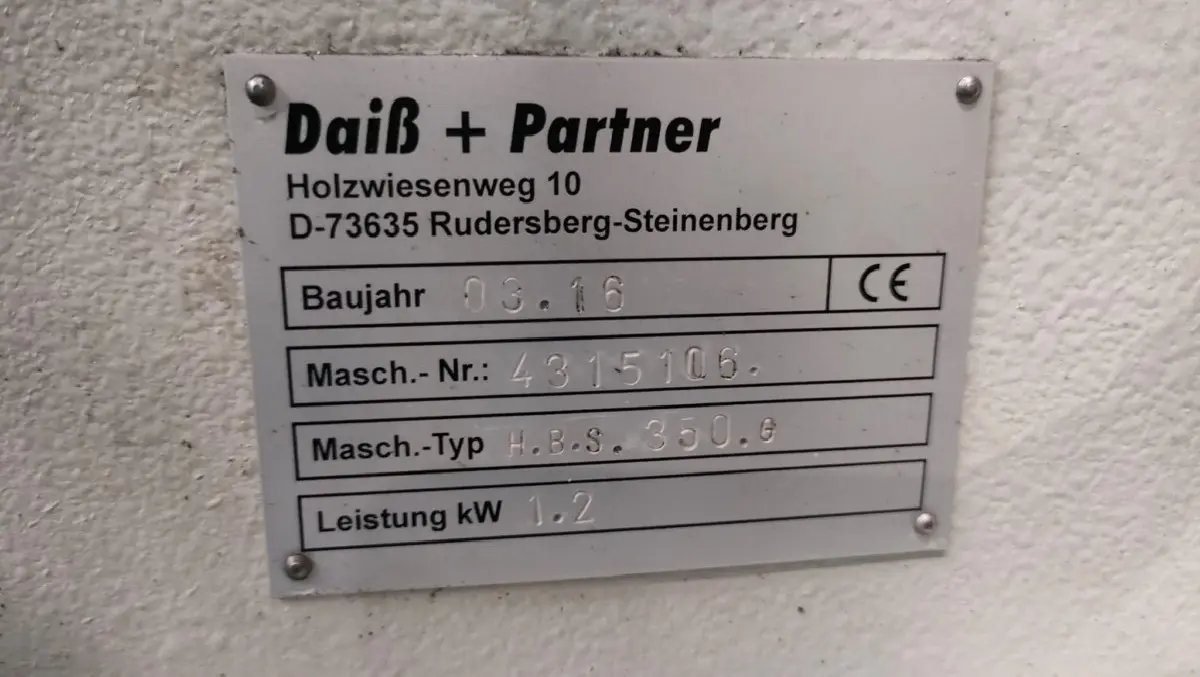 Daiß + Partner
Holzwiesenweg 10
D-73635 Rudersberg-Steinenberg
Baujahr 03.16 CE
Masch.- Nr.: 4315106.
Masch.-Typ H.B.S. 350.G
Leistung kW 1.2